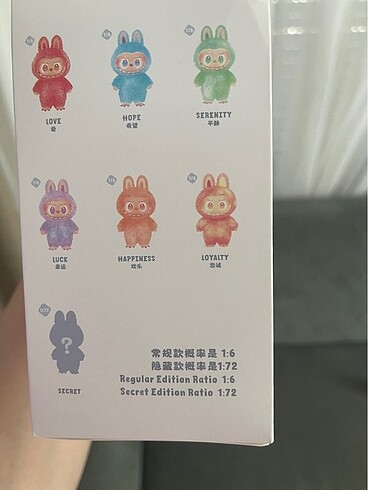 LOVE
爱
HOPE
希望
SERENITY
平静
LUCK
幸运
HAPPINESS
欢乐
LOYALTY
忠诚
?
SECRET
常规款概率是 1:6
隐藏款概率是1:72
Regular Edition Ratio 1:6
Secret Edition Ratio 1:72